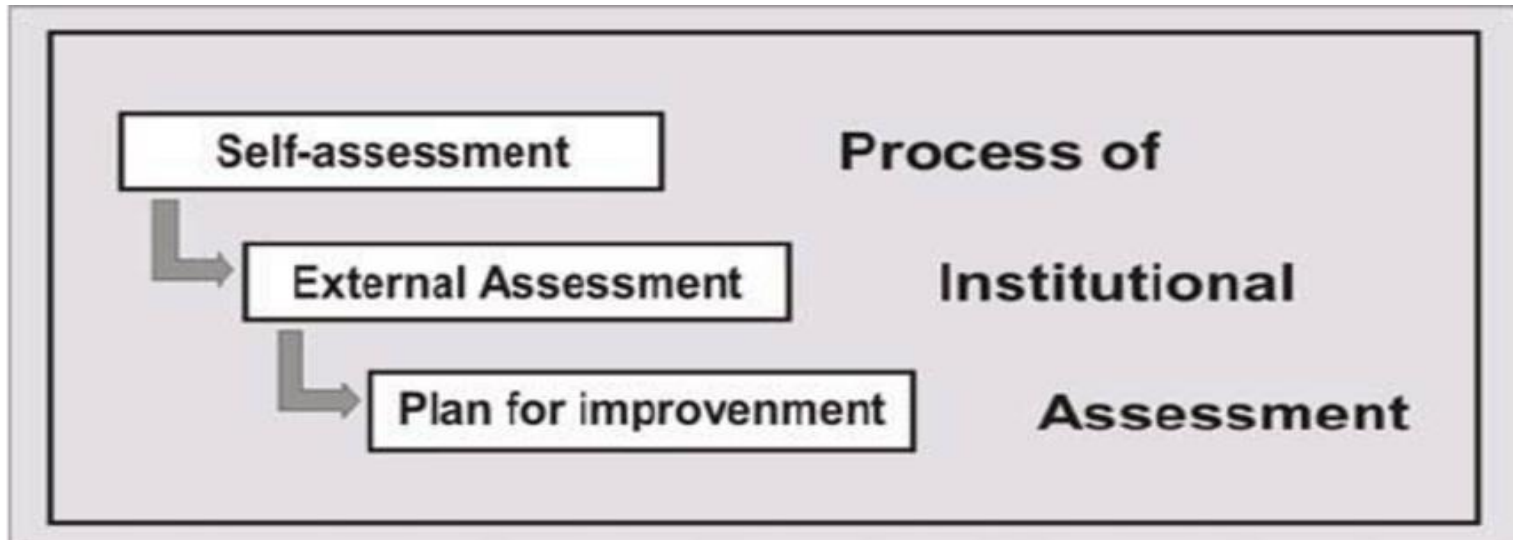 Self-assessment
Process of
External Assessment
Institutional
Plan for improvenment
Assessment